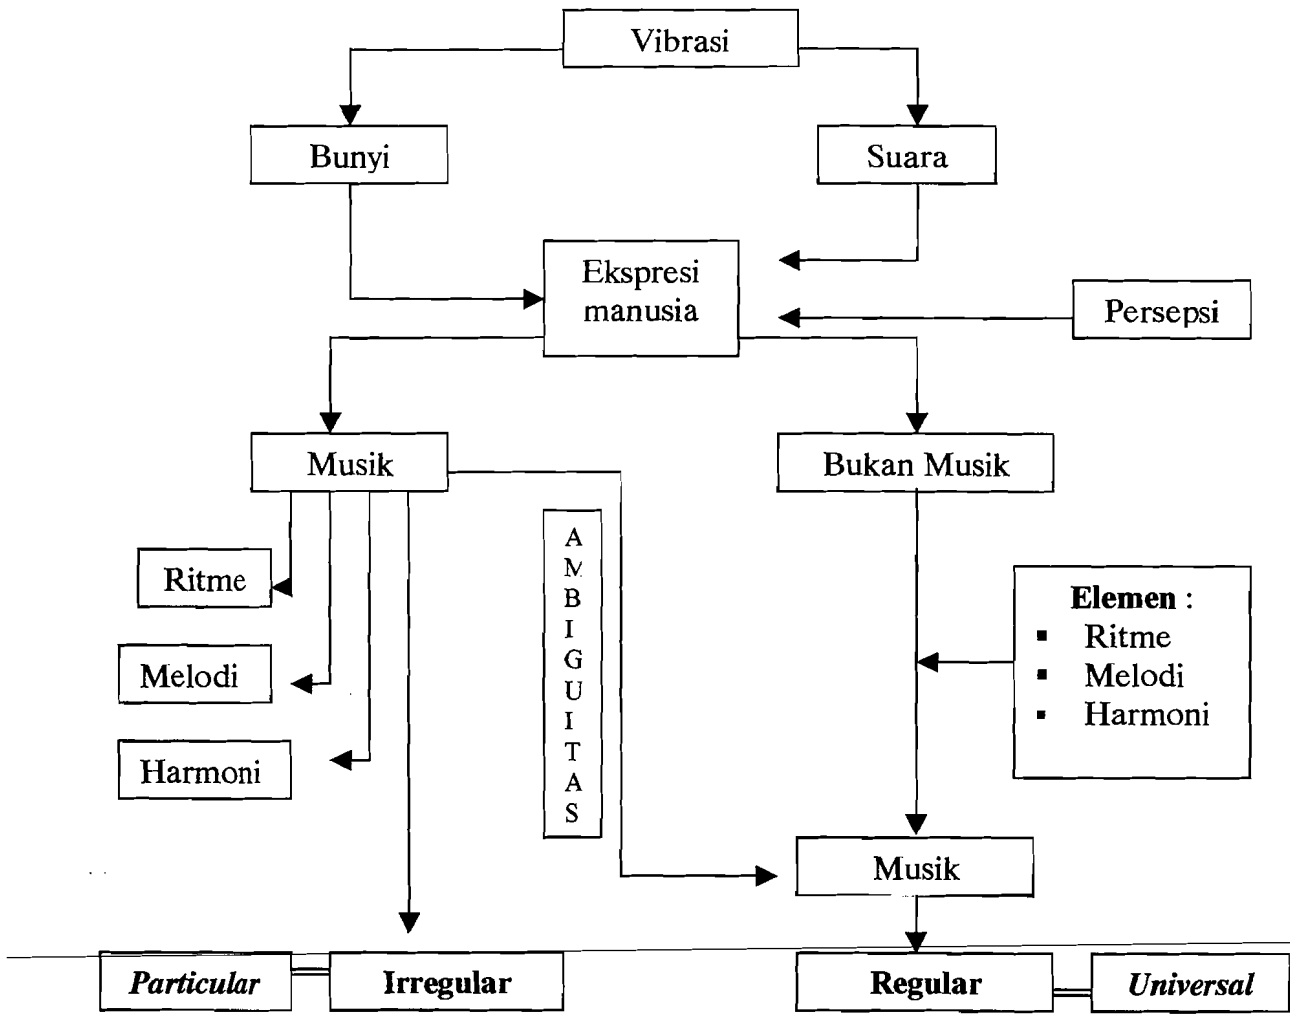 Vibrasi
Bunyi
Suara
Ekspresi
manusia
Persepsi
Musik
Bukan Musik
A
M
B
I
G
U
I
T
A
S
Ritme
Melodi
Harmoni
Elemen :
▪ Ritme
▪ Melodi
▪ Harmoni
Musik
Particular
Irregular
Regular
Universal